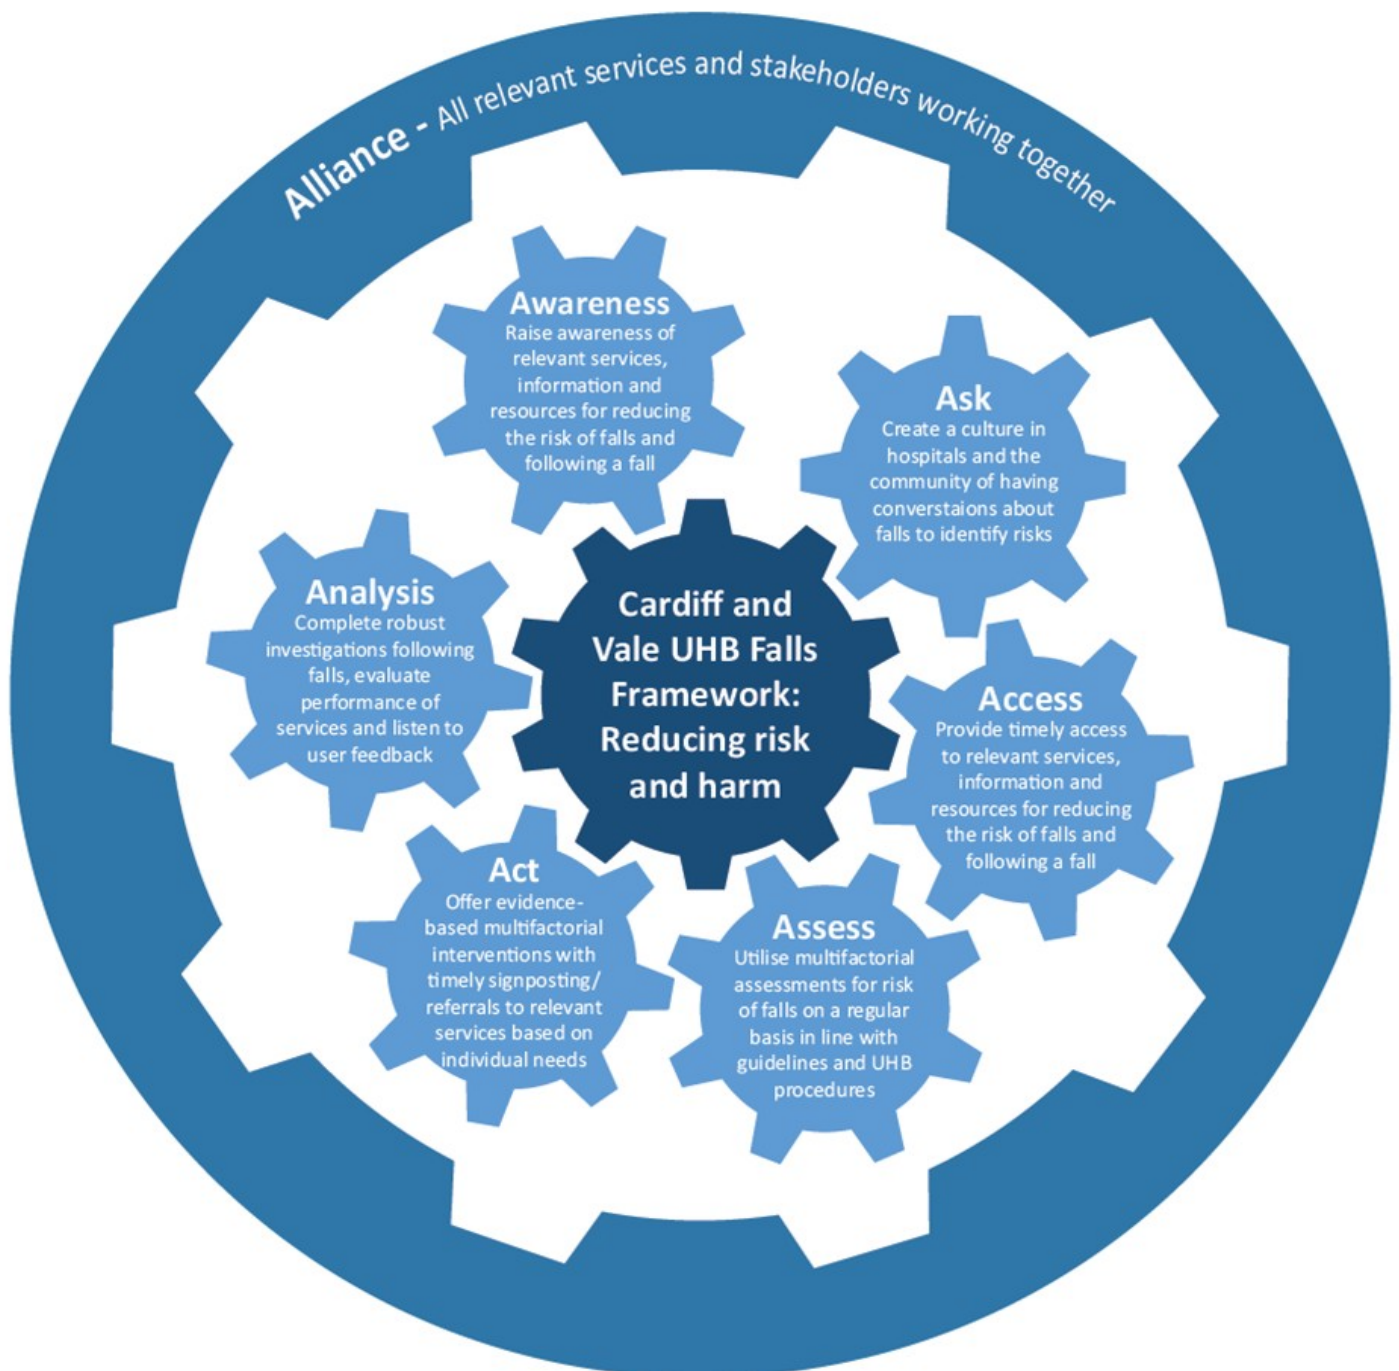 Alliance - All relevant services and stakeholders working together
Awareness
Raise awareness of
relevant services,
information and
resources for reducing
the risk of falls and
following a fall
Ask
Create a culture in
hospitals and the
community of having
converstaions about
falls to identify risks
Access
Provide timely access
to relevant services,
information and
resources for reducing
the risk of falls and
following a fall
Assess
Utilise multifactorial
assessments for risk
of falls on a regular
basis in line with
guidelines and UHB
procedures
Act
Offer evidence-
based multifactorial
interventions with
timely signposting/
referrals to relevant
services based on
individual needs
Analysis
Complete robust
investigations following
falls, evaluate
performance of
services and listen to
user feedback
Cardiff and
Vale UHB Falls
Framework:
Reducing risk
and harm